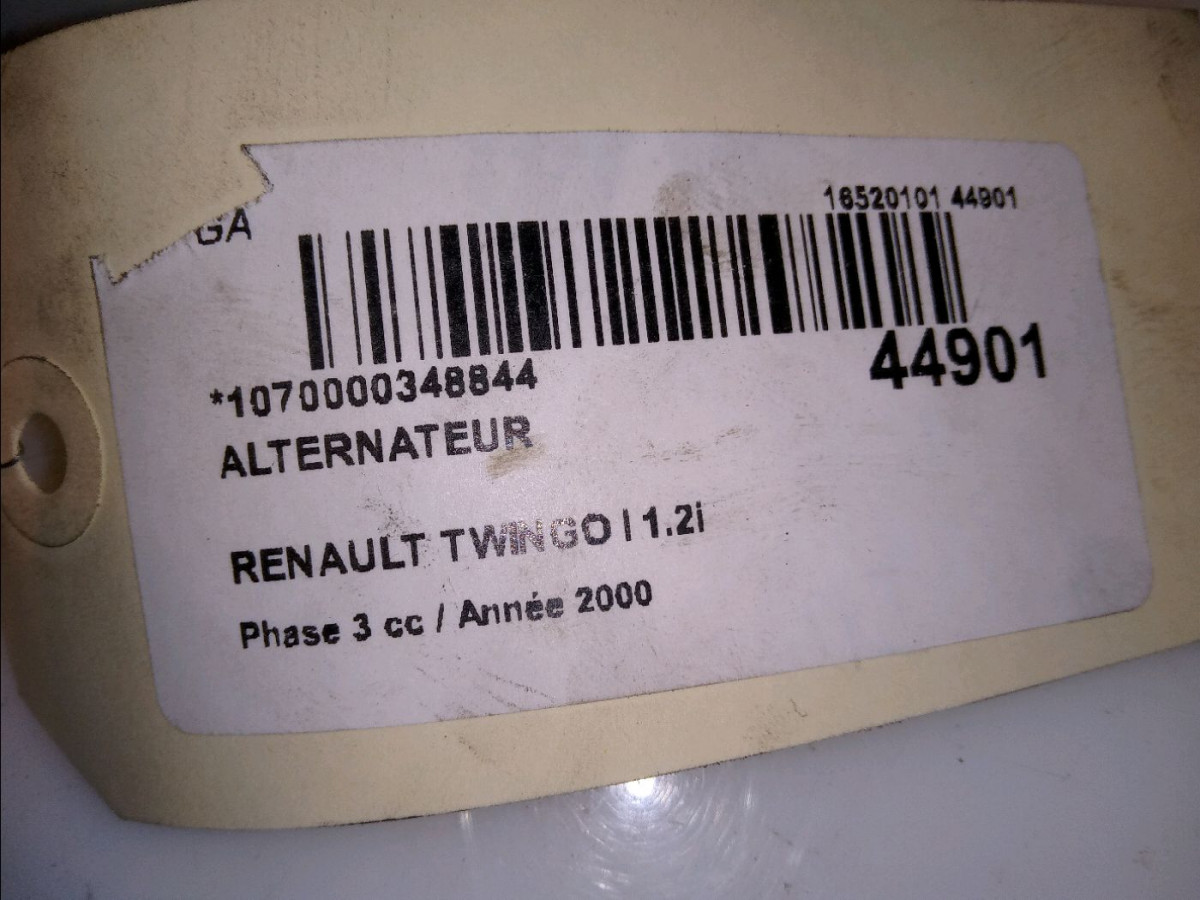 16520101 44901
GA
44901
*1070000348844
ALTERNATEUR
RENAULT TWINGO I 1.2i
Phase 3 cc / Année 2000